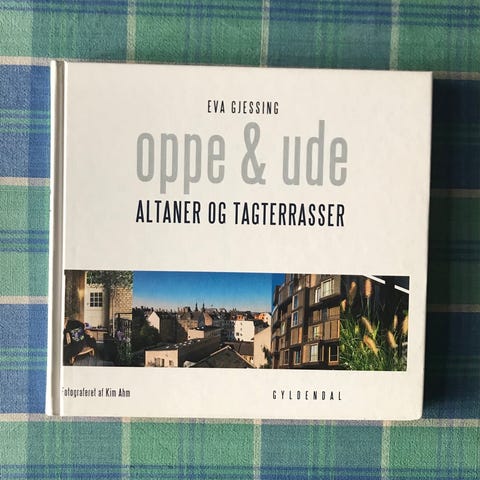 EVA GJESSING
oppe & ude
ALTANER OG TAGTERRASSER
Fotograferet af Kim Ahm
GYLDENDAL